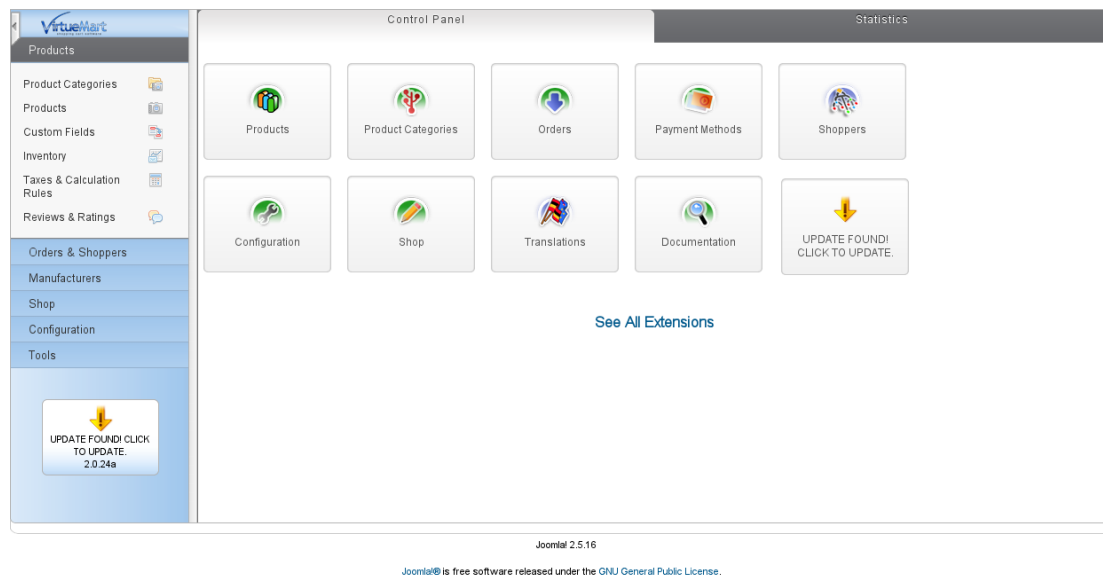 VirtueMart
Control Panel
Statistics
Products
Product Categories
Products
Custom Fields
Inventory
Taxes & Calculation
Rules
Reviews & Ratings
Orders & Shoppers
Manufacturers
Shop
Configuration
Tools
UPDATE FOUND! CLICK
TO UPDATE.
2.0.24a
Products
Product Categories
Orders
Payment Methods
Shoppers
Configuration
Shop
Translations
Documentation
UPDATE FOUND!
CLICK TO UPDATE.
See All Extensions
Joomla! 2.5.16
Joomla!® is free software released under the GNU General Public License.